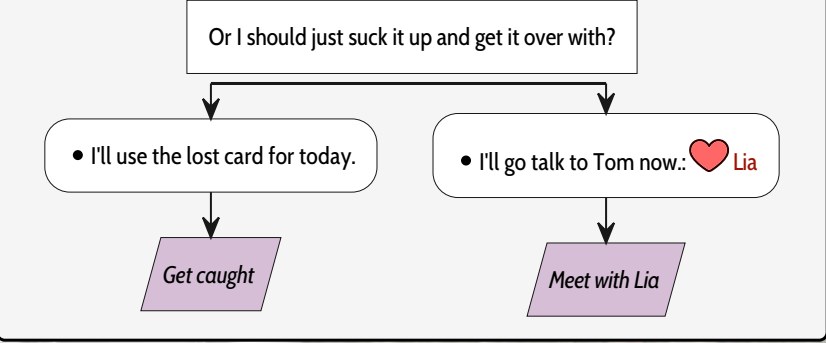 Or I should just suck it up and get it over with?
• I'll use the lost card for today.
• I'll go talk to Tom now.: Lia
Get caught
Meet with Lia